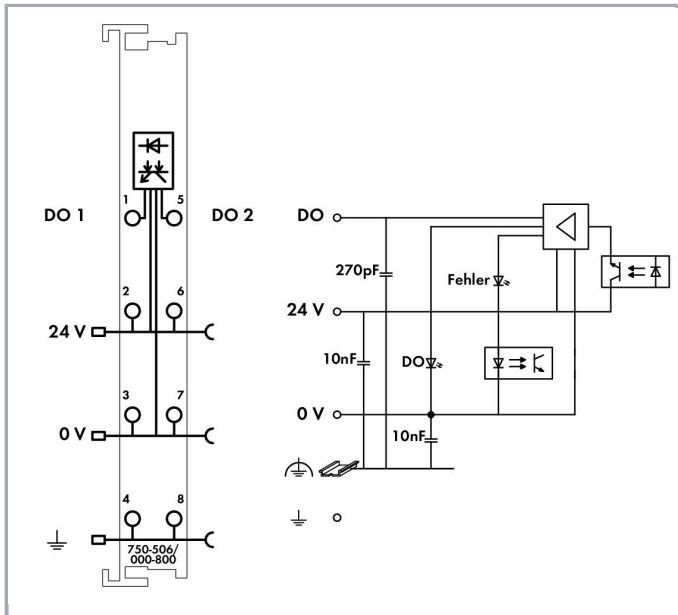 1
5
DO 1
DO 2
2
6
24 V
3
7
0 V
4
8
750-506/
000-800
DO
270pF
Fehler
24 V
10nF
DO
0 V
10nF